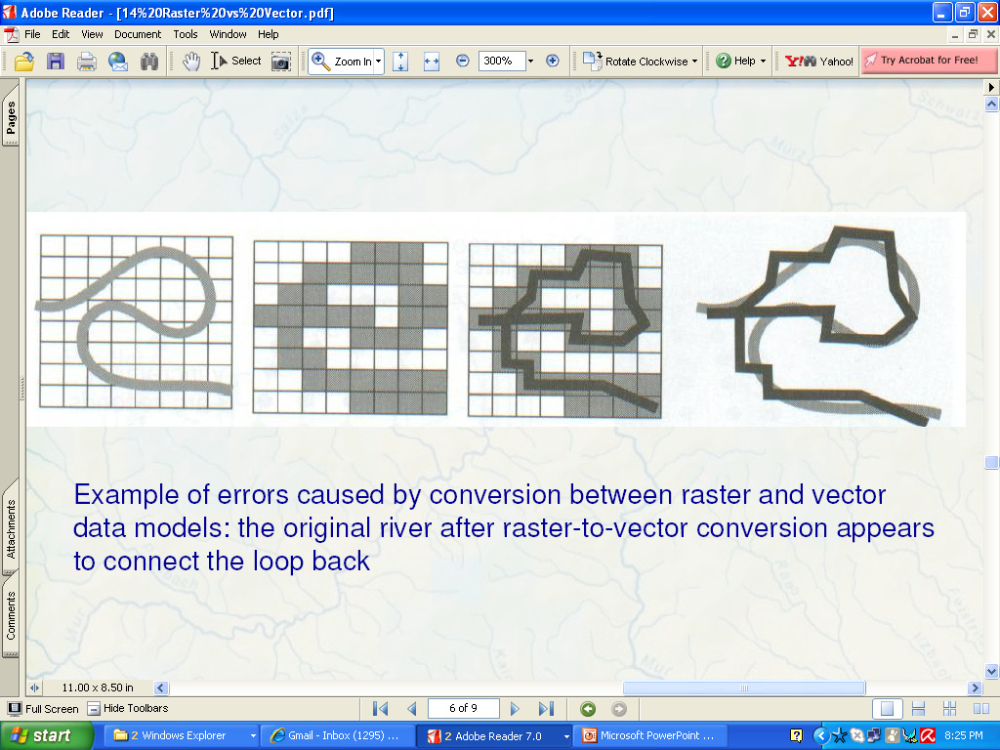 Adobe Reader - [14%20Raster%20vs%20Vector.pdf]
File Edit View Document Tools Window Help
Select Zoom In 300% Rotate Clockwise Help Y! Yahoo! Try Acrobat for Free!
Pages
Example of errors caused by conversion between raster and vector
data models: the original river after raster-to-vector conversion appears
to connect the loop back
Attachments
Comments
11.00 x 8.50 in
Full Screen Hide Toolbars 6 of 9
start 2 Windows Explorer Gmail - Inbox (1295) ... 2 Adobe Reader 7.0 Microsoft PowerPoint ... 8:25 PM